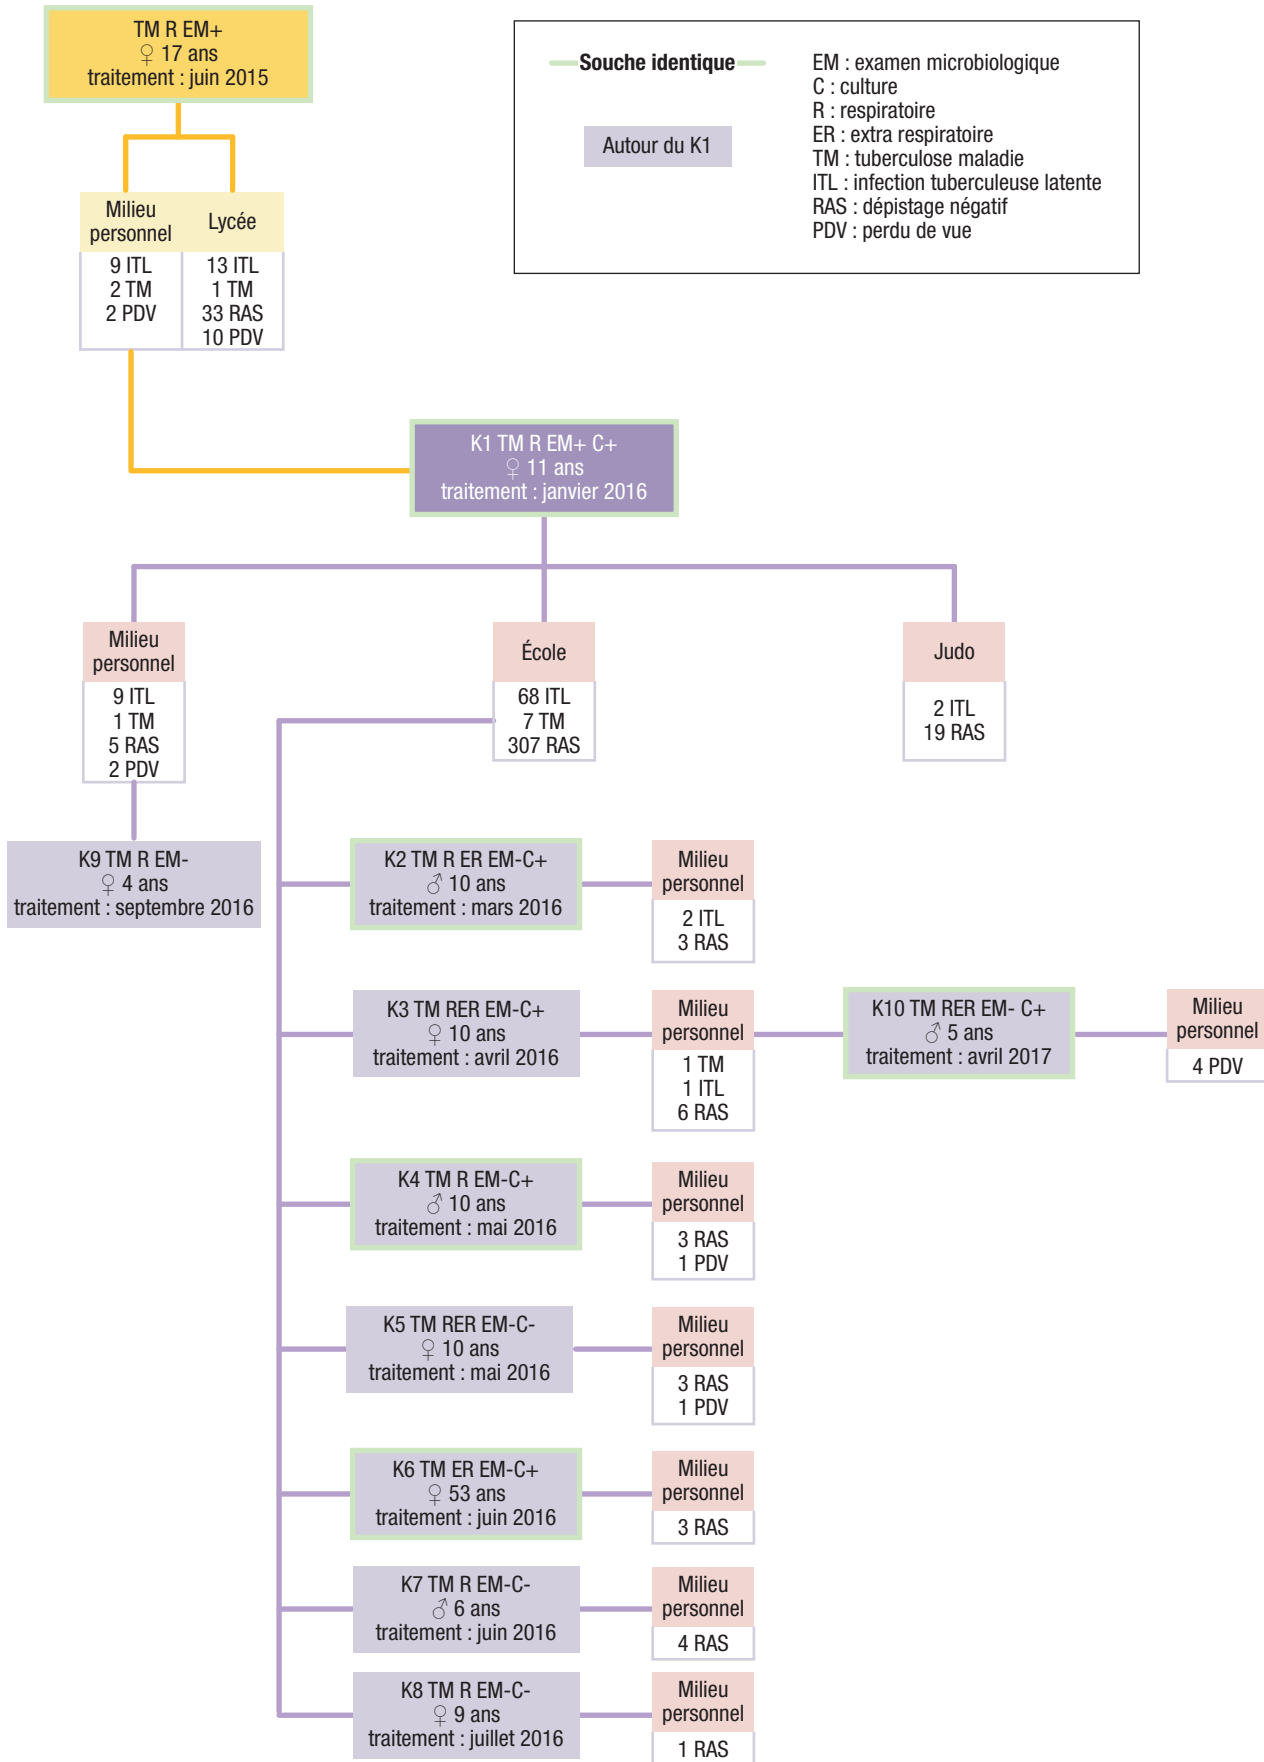 TM R EM+
♀ 17 ans
traitement : juin 2015
Souche identique
Autour du K1
EM : examen microbiologique
C : culture
R : respiratoire
ER : extra respiratoire
TM : tuberculose maladie
ITL : infection tuberculeuse latente
RAS : dépistage négatif
PDV : perdu de vue
Milieu
personnel
9 ITL
2 TM
2 PDV
Lycée
13 ITL
1 TM
33 RAS
10 PDV
K1 TM R EM+ C+
♀ 11 ans
traitement : janvier 2016
Milieu
personnel
9 ITL
1 TM
5 RAS
2 PDV
École
68 ITL
7 TM
307 RAS
Judo
2 ITL
19 RAS
K9 TM R EM-
♀ 4 ans
traitement : septembre 2016
K2 TM R ER EM-C+
♂ 10 ans
traitement : mars 2016
Milieu
personnel
2 ITL
3 RAS
K3 TM RER EM-C+
♀ 10 ans
traitement : avril 2016
Milieu
personnel
1 TM
1 ITL
6 RAS
K10 TM RER EM- C+
♂ 5 ans
traitement : avril 2017
Milieu
personnel
4 PDV
K4 TM R EM-C+
♂ 10 ans
traitement : mai 2016
Milieu
personnel
3 RAS
1 PDV
K5 TM RER EM-C-
♀ 10 ans
traitement : mai 2016
Milieu
personnel
3 RAS
1 PDV
K6 TM ER EM-C+
♀ 53 ans
traitement : juin 2016
Milieu
personnel
3 RAS
K7 TM R EM-C-
♂ 6 ans
traitement : juin 2016
Milieu
personnel
4 RAS
K8 TM R EM-C-
♀ 9 ans
traitement : juillet 2016
Milieu
personnel
1 RAS